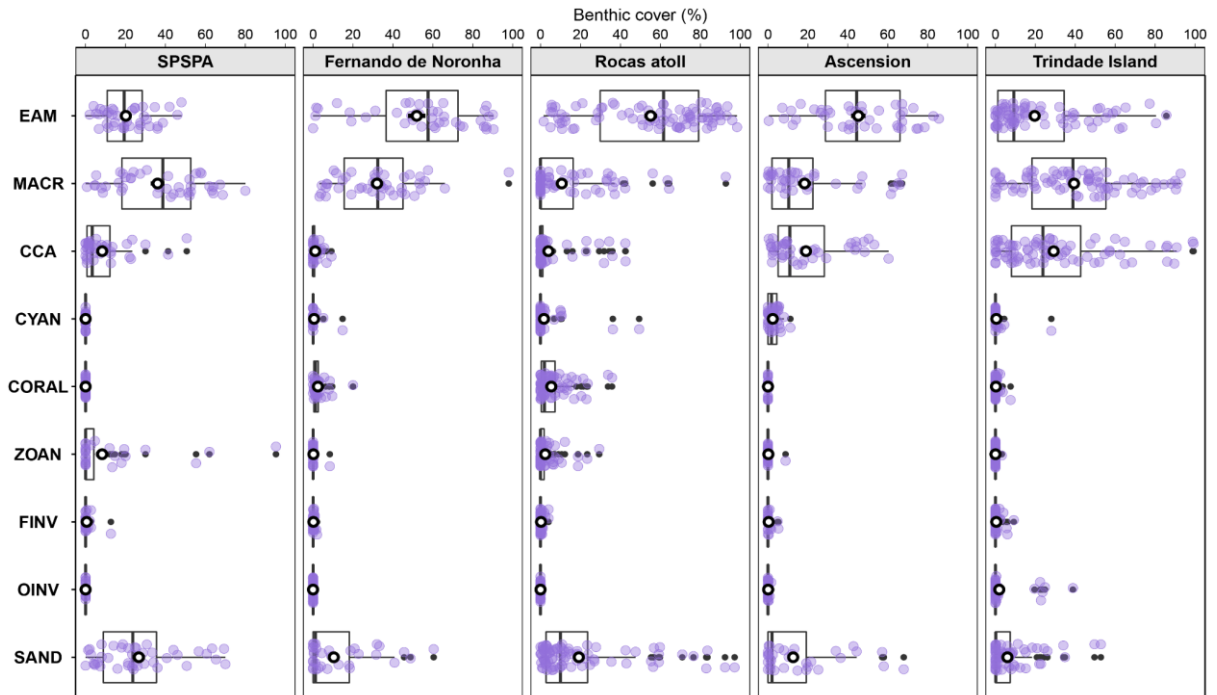 Benthic cover (%)
0 20 40 60 80 100 0 20 40 60 80 100 0 20 40 60 80 100 0 20 40 60 80 100 0 20 40 60 80 100
SPSPA Fernando de Noronha Rocas atoll Ascension Trindade Island
EAM
MACR
CCA
CYAN
CORAL
ZOAN
FINV
OINV
SAND